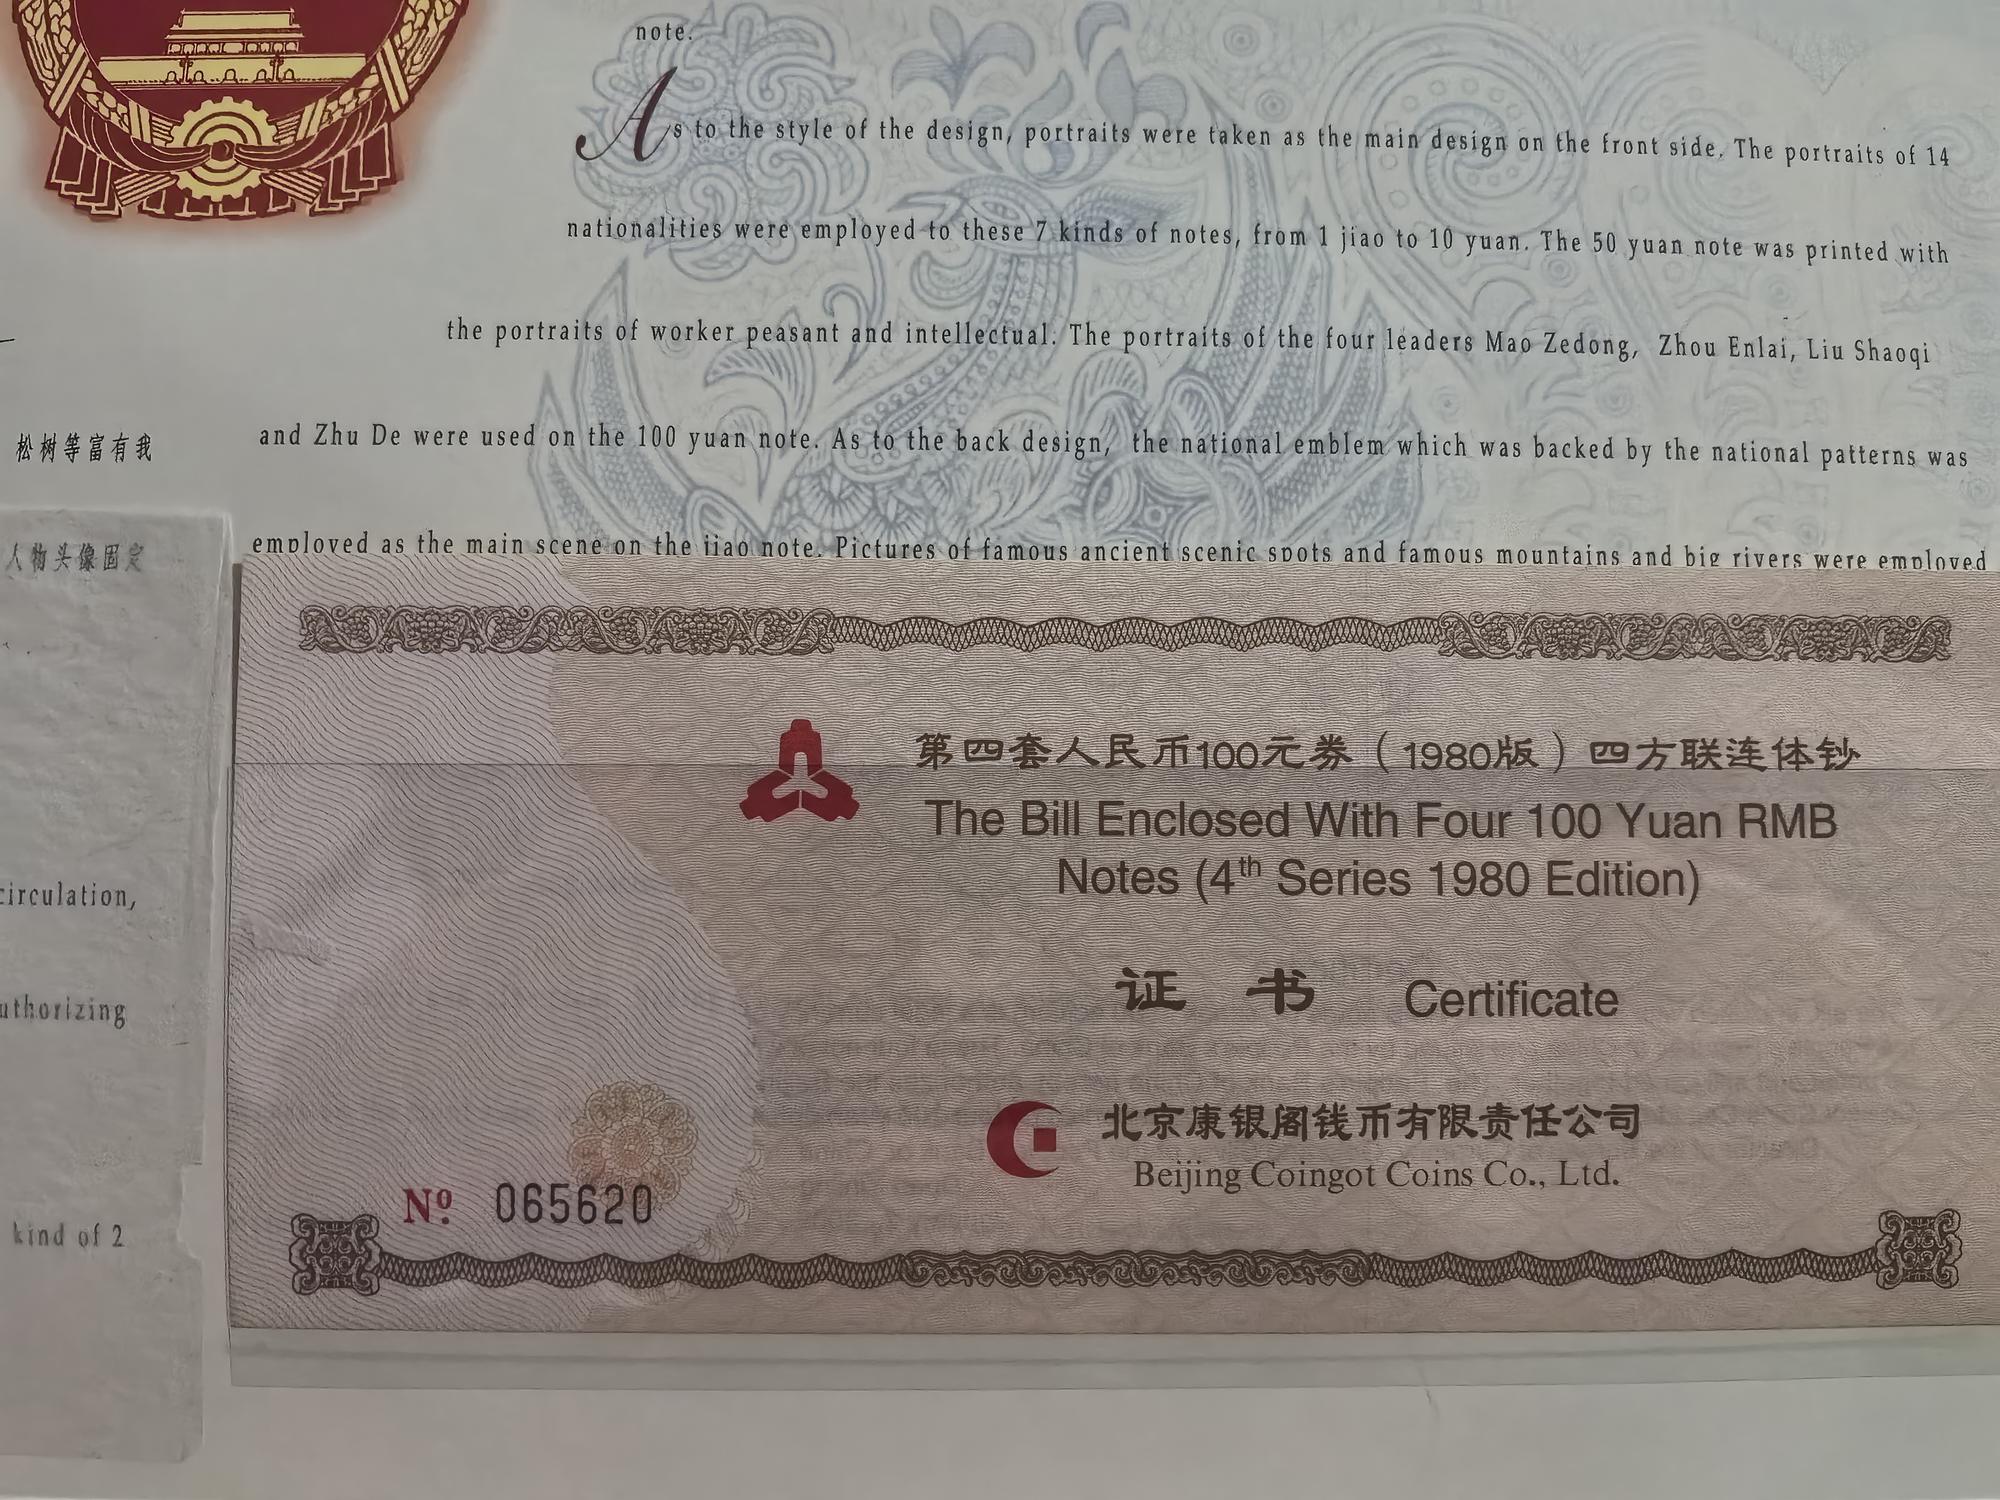 note.
As to the style of the design, portraits were taken as the main design on the front side. The portraits of 14
nationalities were employed to these 7 kinds of notes, from 1 jiao to 10 yuan. The 50 yuan note was printed with
the portraits of worker peasant and intellectual. The portraits of the four leaders Mao Zedong, Zhou Enlai, Liu Shaoqi
and Zhu De were used on the 100 yuan note. As to the back design, the national emblem which was backed by the national patterns was
employed as the main scene on the jiao note. Pictures of famous ancient scenic spots and famous mountains and big rivers were employed
松树等富有我
人物头像固定
circulation,
uthorizing
kind of 2
第四套人民币100元券（1980版）四方联连体钞
The Bill Enclosed With Four 100 Yuan RMB
Notes (4th Series 1980 Edition)
证书 Certificate
北京康银阁钱币有限责任公司
Beijing Coingot Coins Co., Ltd.
Nº 065620